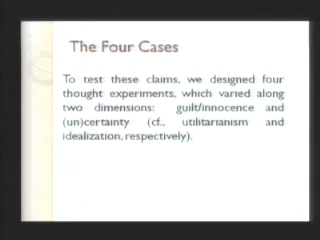 The Four Cases
To test these claims, we designed four
thought experiments, which varied along
two dimensions: guilt/innocence and
(un)certainty (cf., utilitarianism and
idealization, respectively).